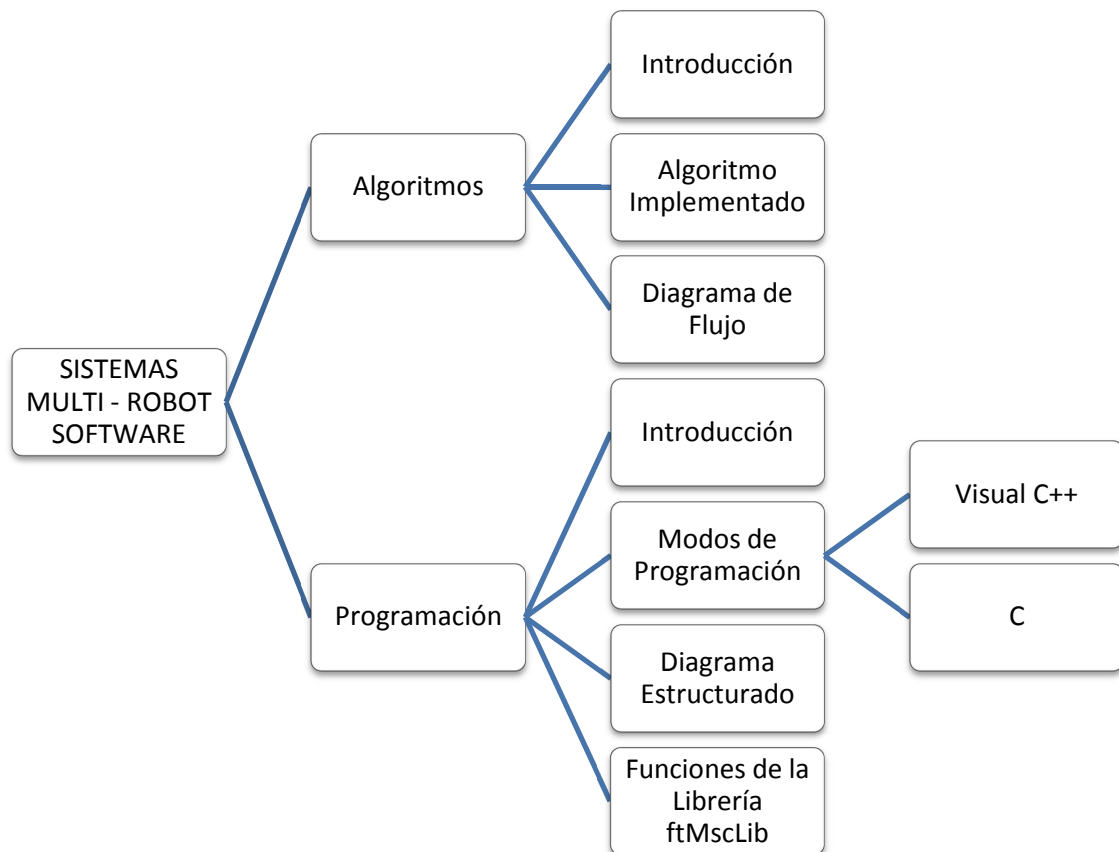 SISTEMAS
MULTI - ROBOT
SOFTWARE
Algoritmos
Introducción
Algoritmo
Implementado
Diagrama de
Flujo
Programación
Introducción
Modos de
Programación
Visual C++
C
Diagrama
Estructurado
Funciones de la
Librería
ftMscLib